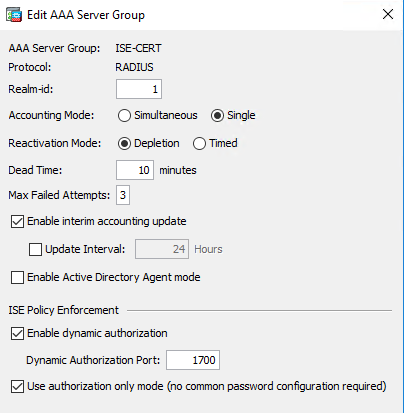 Edit AAA Server Group
AAA Server Group: ISE-CERT
Protocol: RADIUS
Realm-id: 1
Accounting Mode: Simultaneous Single
Reactivation Mode: Depletion Timed
Dead Time: 10 minutes
Max Failed Attempts: 3
Enable interim accounting update
Update Interval: 24 Hours
Enable Active Directory Agent mode
ISE Policy Enforcement
Enable dynamic authorization
Dynamic Authorization Port: 1700
Use authorization only mode (no common password configuration required)